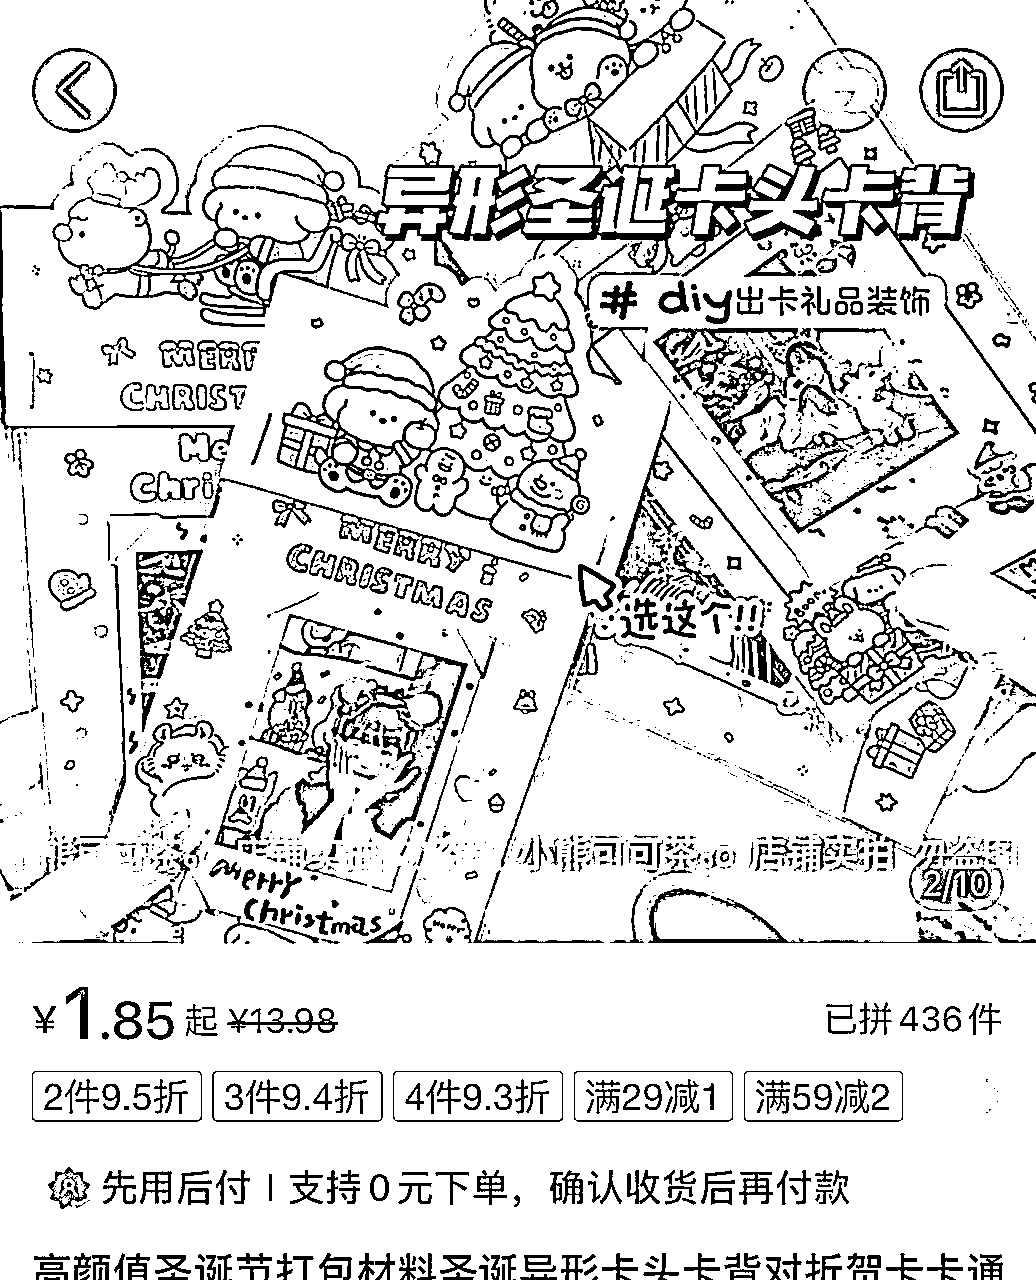 异形圣诞卡头卡背
# diy出卡礼品装饰
MERRY
CHRIST
Me
Chri
MERRY
CHRISTMAS
选这个!!
Merry
Christmas
小熊可可茶 店铺实拍 勿盗图
2/10
¥1.85起 ¥13.98
已拼436件
2件9.5折 3件9.4折 4件9.3折 满29减1 满59减2
先用后付 | 支持0元下单，确认收货后再付款
高颜值圣诞节打包材料圣诞异形卡头卡背对折贺卡卡通